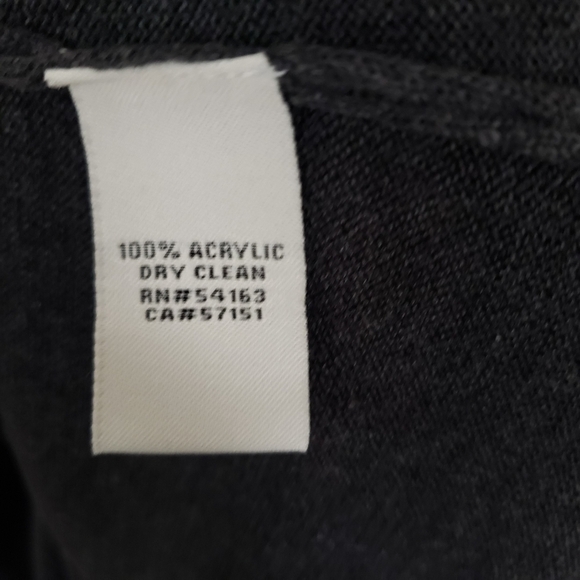 100% ACRYLIC
DRY CLEAN
RN#54163
CA#57151